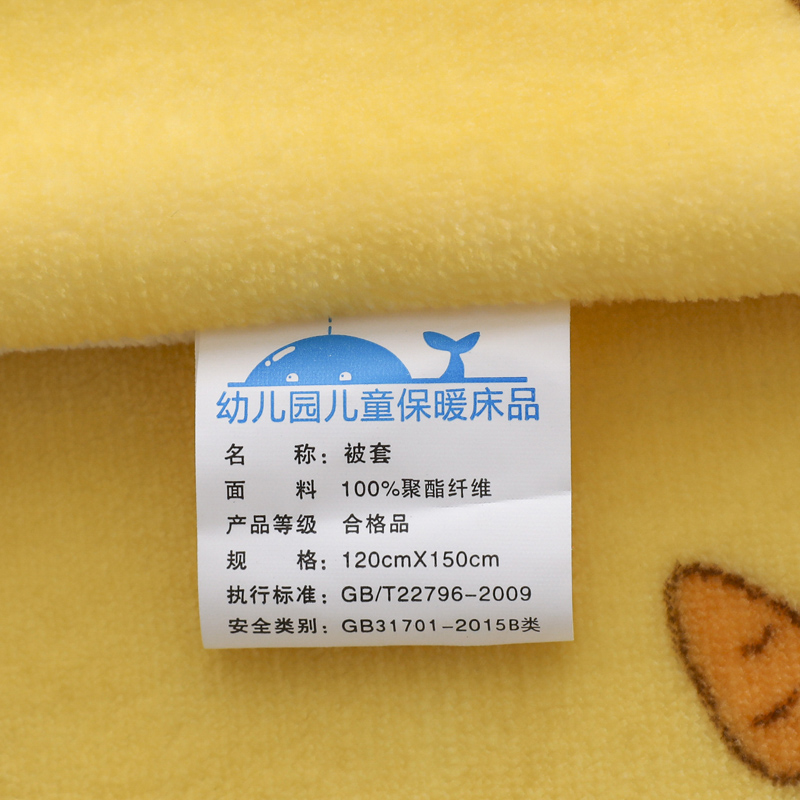 幼儿园儿童保暖床品
名 称：被套
面 料 100%聚酯纤维
产品等级 合格品
规 格：120cmX150cm
执行标准：GB/T22796-2009
安全类别：GB31701-2015B类